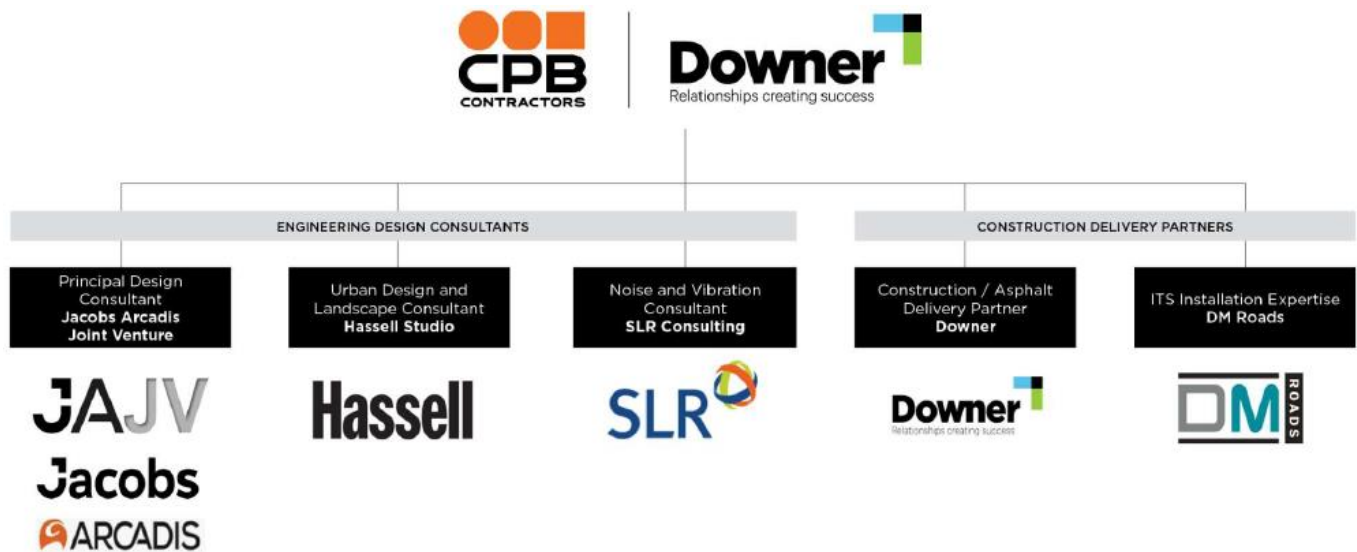 CPB
CONTRACTORS
Downer
Relationships creating success
ENGINEERING DESIGN CONSULTANTS
CONSTRUCTION DELIVERY PARTNERS
Principal Design
Consultant
Jacobs Arcadis
Joint Venture
Urban Design and
Landscape Consultant
Hassell Studio
Noise and Vibration
Consultant
SLR Consulting
Construction / Asphalt
Delivery Partner
Downer
ITS Installation Expertise
DM Roads
JAJV
Jacobs
ARCADIS
Hassell
SLR
Downer
Relationships creating success
DM
ROADS